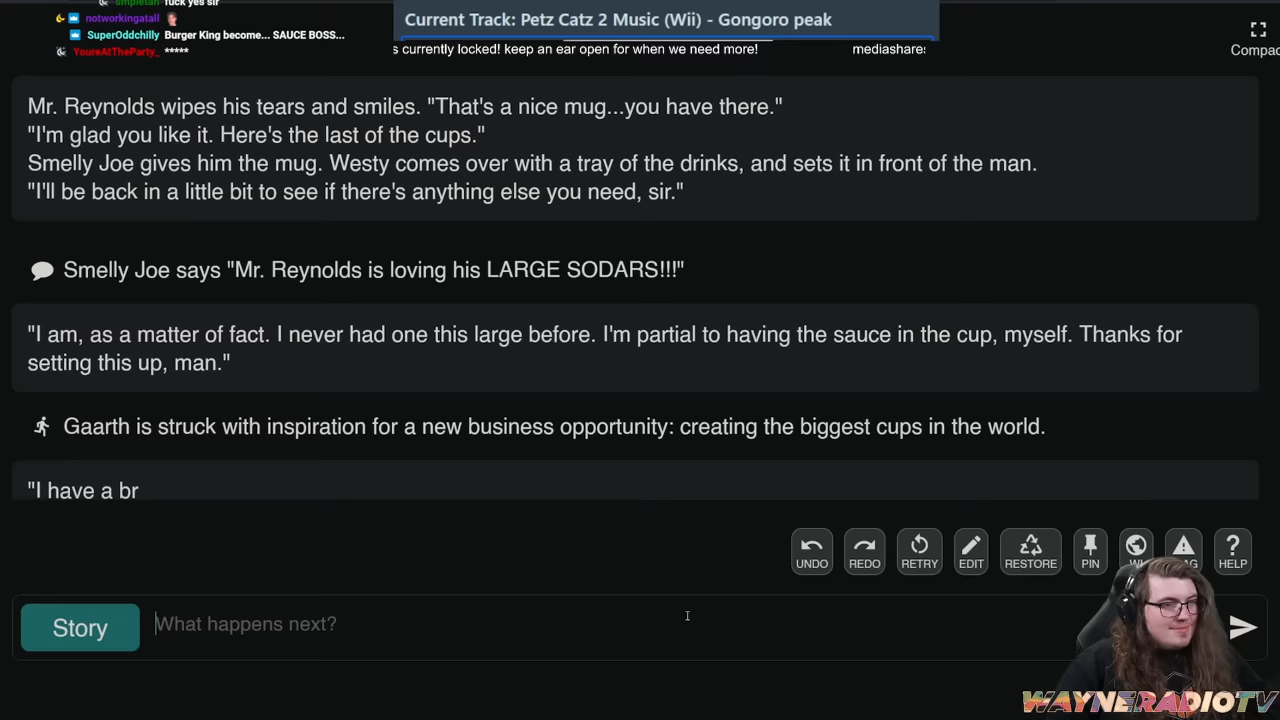 smpletan fuck yes sir
notworkingatall
SuperOddchilly Burger King become... SAUCE BOSS...
YoureAtTheParty_ *****
Current Track: Petz Catz 2 Music (Wii) - Gongoro peak
s currently locked! keep an ear open for when we need more! mediashares
Compac
Mr. Reynolds wipes his tears and smiles. "That's a nice mug...you have there."
"I'm glad you like it. Here's the last of the cups."
Smelly Joe gives him the mug. Westy comes over with a tray of the drinks, and sets it in front of the man.
"I'll be back in a little bit to see if there's anything else you need, sir."
Smelly Joe says "Mr. Reynolds is loving his LARGE SODARS!!!"
"I am, as a matter of fact. I never had one this large before. I'm partial to having the sauce in the cup, myself. Thanks for
setting this up, man."
Gaarth is struck with inspiration for a new business opportunity: creating the biggest cups in the world.
"I have a br
UNDO REDO RETRY EDIT RESTORE PIN HELP
Story What happens next?
WAYNERADIOTV